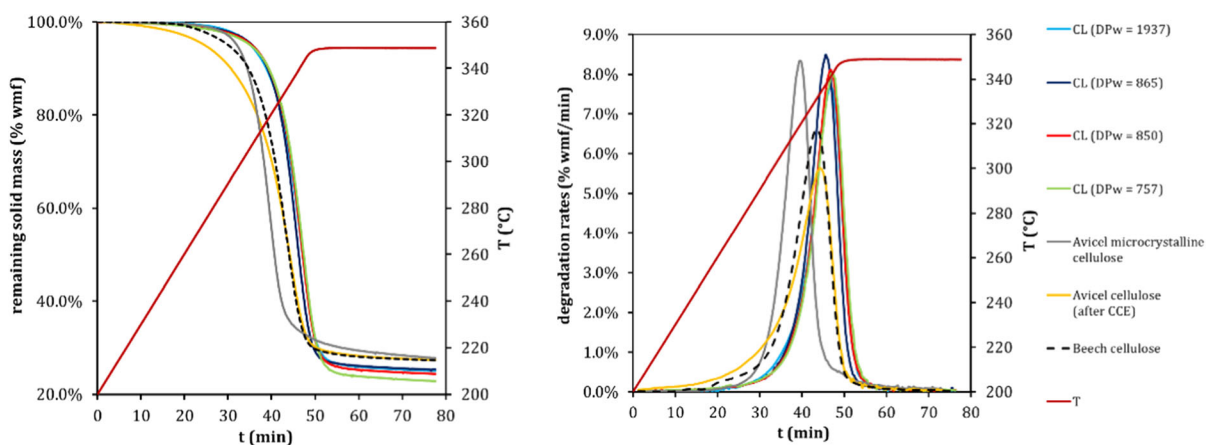 100.0%
80.0%
60.0%
40.0%
20.0%
remaining solid mass (% wmf)
0 10 20 30 40 50 60 70 80
t (min)
360
340
320
300
280
260
240
220
200
T (°C)
9.0%
8.0%
7.0%
6.0%
5.0%
4.0%
3.0%
2.0%
1.0%
0.0%
degradation rates (% wmf/min)
0 10 20 30 40 50 60 70 80
t (min)
360
340
320
300
280
260
240
220
200
T (°C)
CL (DPw = 1937)
CL (DPw = 865)
CL (DPw = 850)
CL (DPw = 757)
Avicel microcrystalline
cellulose
Avicel cellulose
(after CCE)
Beech cellulose
T